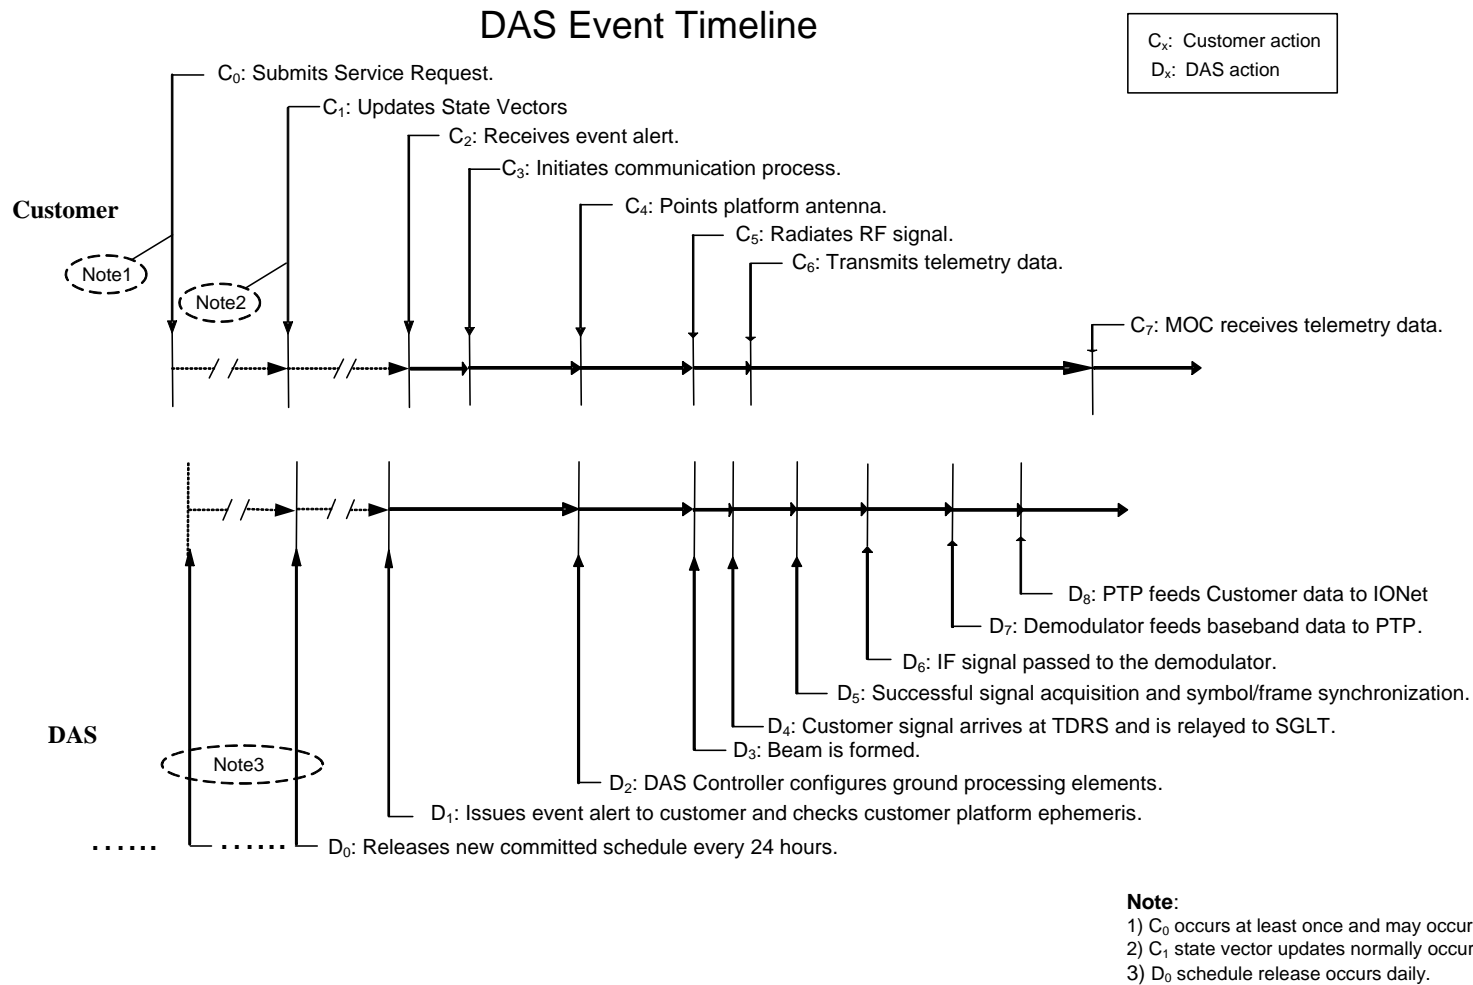 DAS Event Timeline
Cₓ: Customer action
Dₓ: DAS action
C₀: Submits Service Request.
C₁: Updates State Vectors
C₂: Receives event alert.
C₃: Initiates communication process.
C₄: Points platform antenna.
C₅: Radiates RF signal.
C₆: Transmits telemetry data.
C₇: MOC receives telemetry data.
Customer
Note1
Note2
D₈: PTP feeds Customer data to IONet
D₇: Demodulator feeds baseband data to PTP.
D₆: IF signal passed to the demodulator.
D₅: Successful signal acquisition and symbol/frame synchronization.
D₄: Customer signal arrives at TDRS and is relayed to SGLT.
D₃: Beam is formed.
DAS
Note3
D₂: DAS Controller configures ground processing elements.
D₁: Issues event alert to customer and checks customer platform ephemeris.
D₀: Releases new committed schedule every 24 hours.
Note:
1) C₀ occurs at least once and may occur
2) C₁ state vector updates normally occur
3) D₀ schedule release occurs daily.